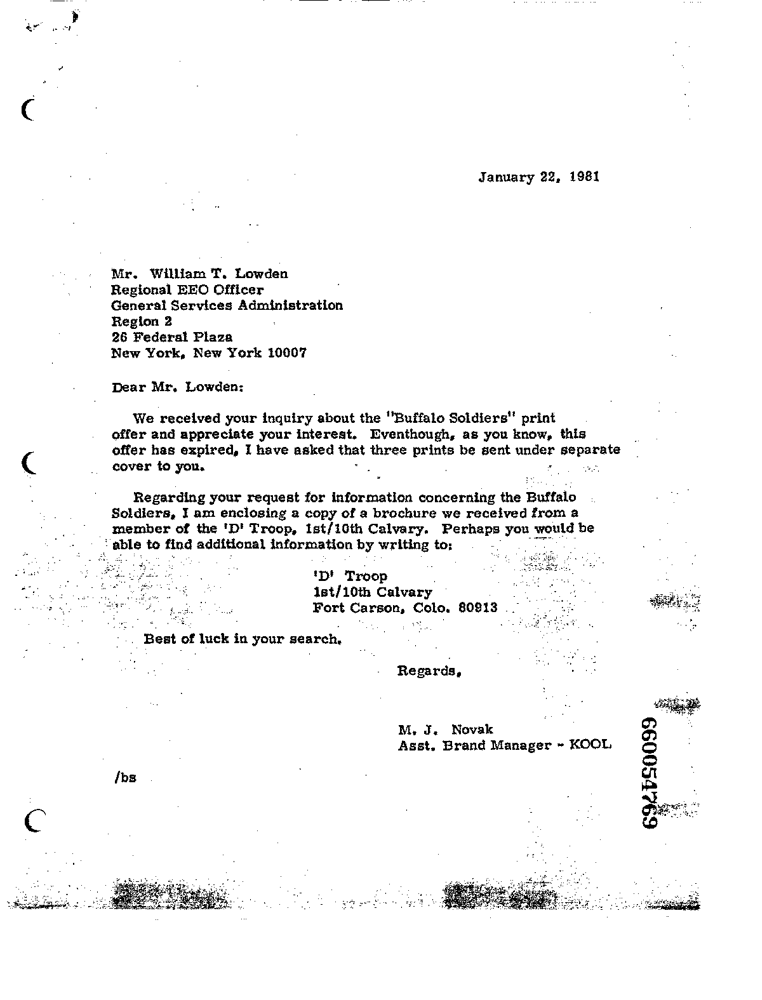 January 22, 1981
Mr. William T. Lowden
Regional EEO Officer
General Services Administration
Region 2
26 Federal Plaza
New York, New York 10007
Dear Mr. Lowden:
We received your inquiry about the "Buffalo Soldiers" print
offer and appreciate your interest. Eventhough, as you know, this
offer has expired, I have asked that three prints be sent under separate
cover to you.
Regarding your request for information concerning the Buffalo
Soldiers, I am enclosing a copy of a brochure we received from a
member of the 'D' Troop, 1st/10th Calvary. Perhaps you would be
able to find additional information by writing to:
'D' Troop
1st/10th Calvary
Fort Carson, Colo. 80913
Best of luck in your search.
Regards,
M. J. Novak
Asst. Brand Manager - KOOL
/bs
660054769